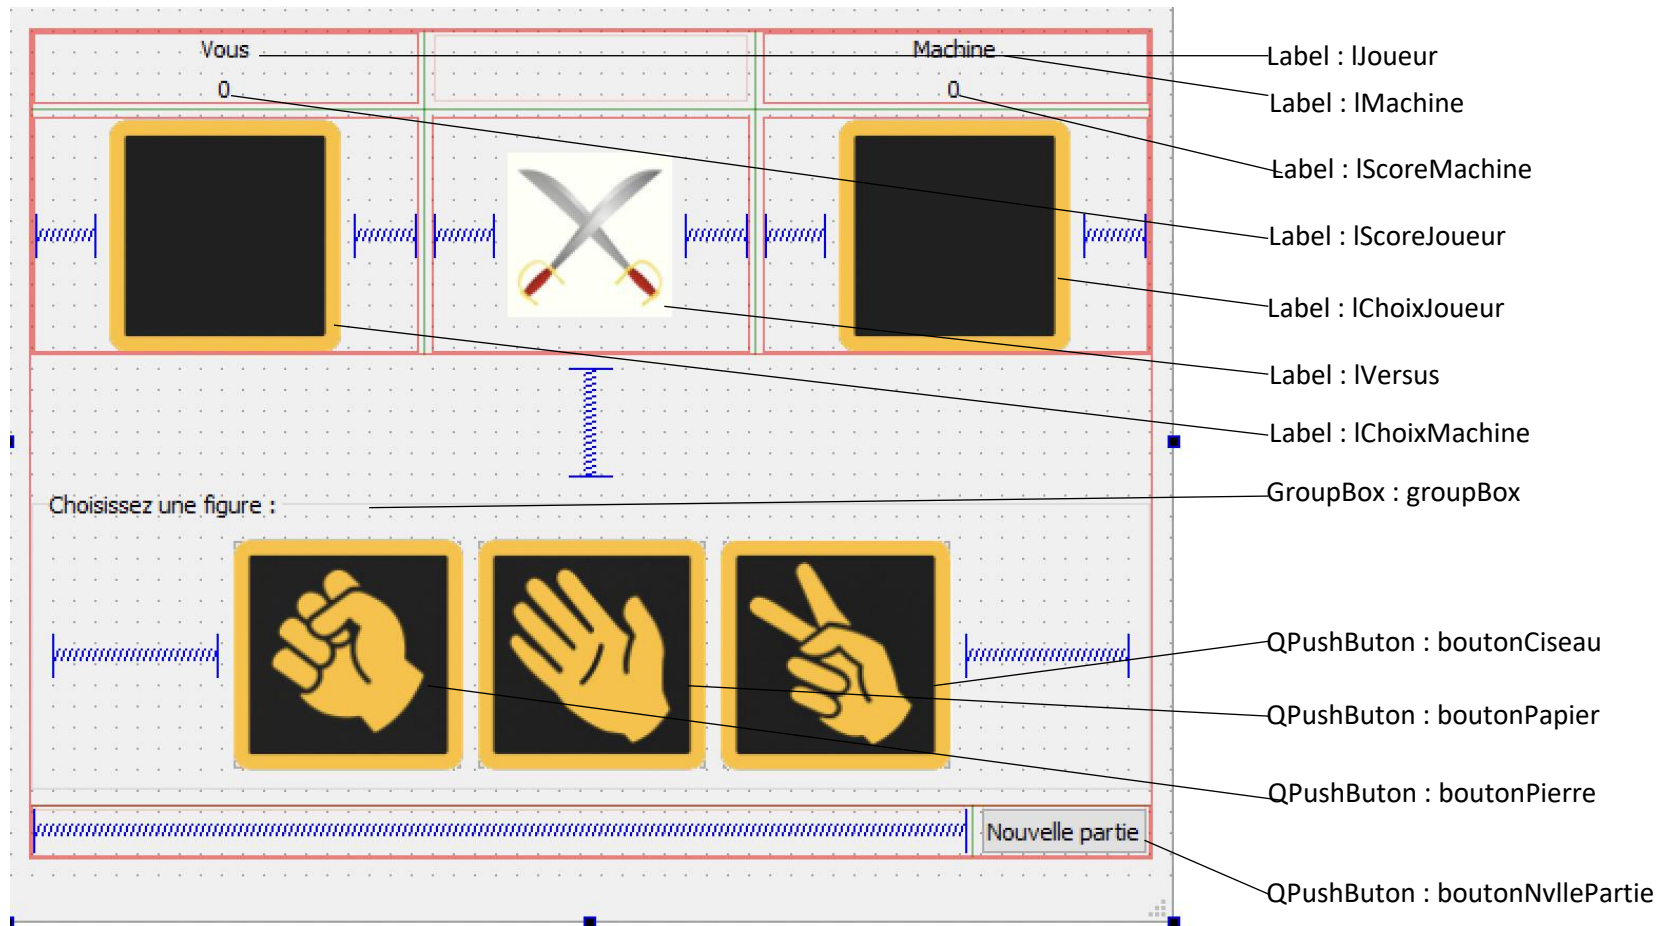 Vous
Machine
0
0
Label : lJoueur
Label : lMachine
Label : lScoreMachine
Label : lScoreJoueur
Label : lChoixJoueur
Label : lVersus
Label : lChoixMachine
GroupBox : groupBox
Choisissez une figure :
QPushButon : boutonCiseau
QPushButon : boutonPapier
QPushButon : boutonPierre
Nouvelle partie
QPushButon : boutonNvllePartie